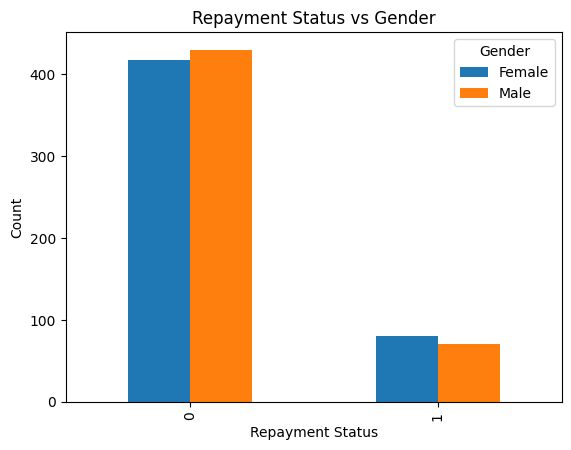 Repayment Status vs Gender
Gender
Female
Male
Count
400
300
200
100
0
0
1
Repayment Status